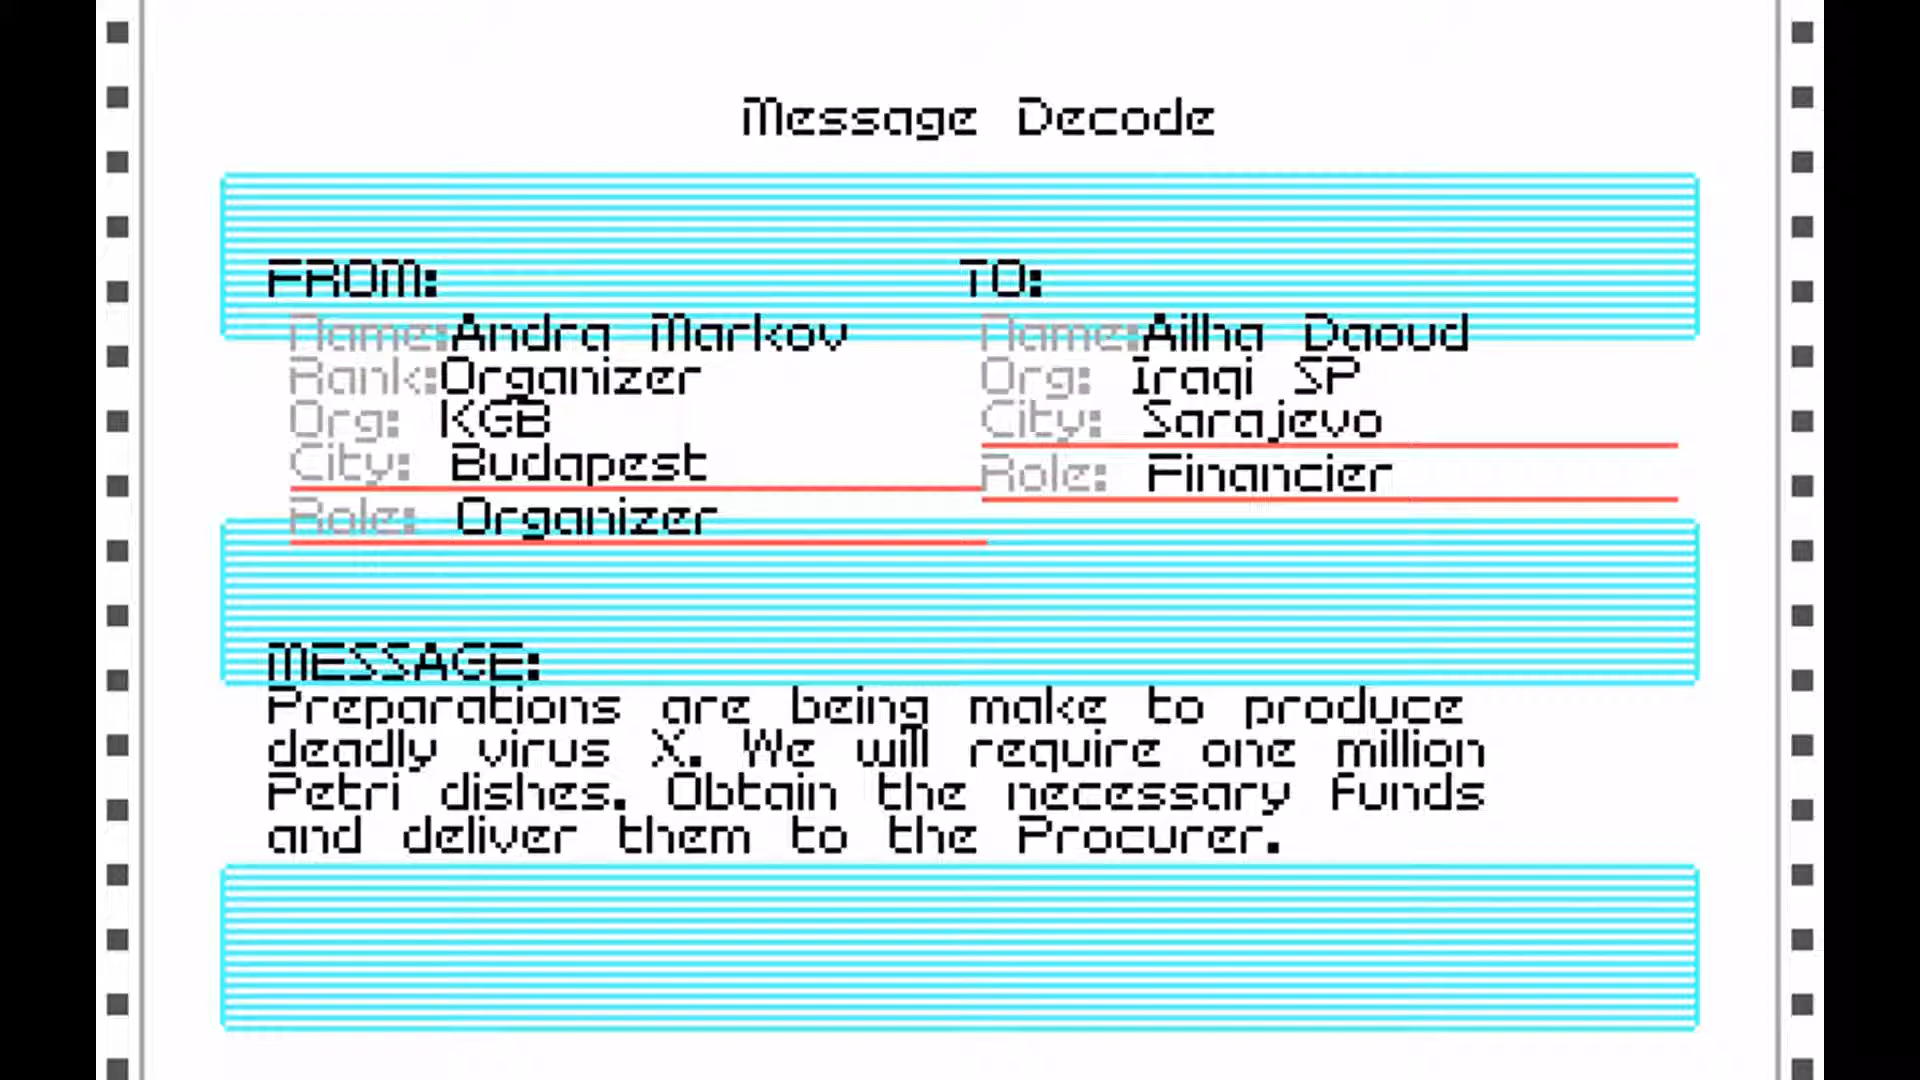 Message Decode
FROM:
Name:Andra Markov
Rank:Organizer
Org: KGB
City: Budapest
Role: Organizer
TO:
Name:Ailha Daoud
Org: Iraqi SP
City: Sarajevo
Role: Financier
MESSAGE:
Preparations are being make to produce
deadly virus X. We will require one million
Petri dishes. Obtain the necessary funds
and deliver them to the Procurer.